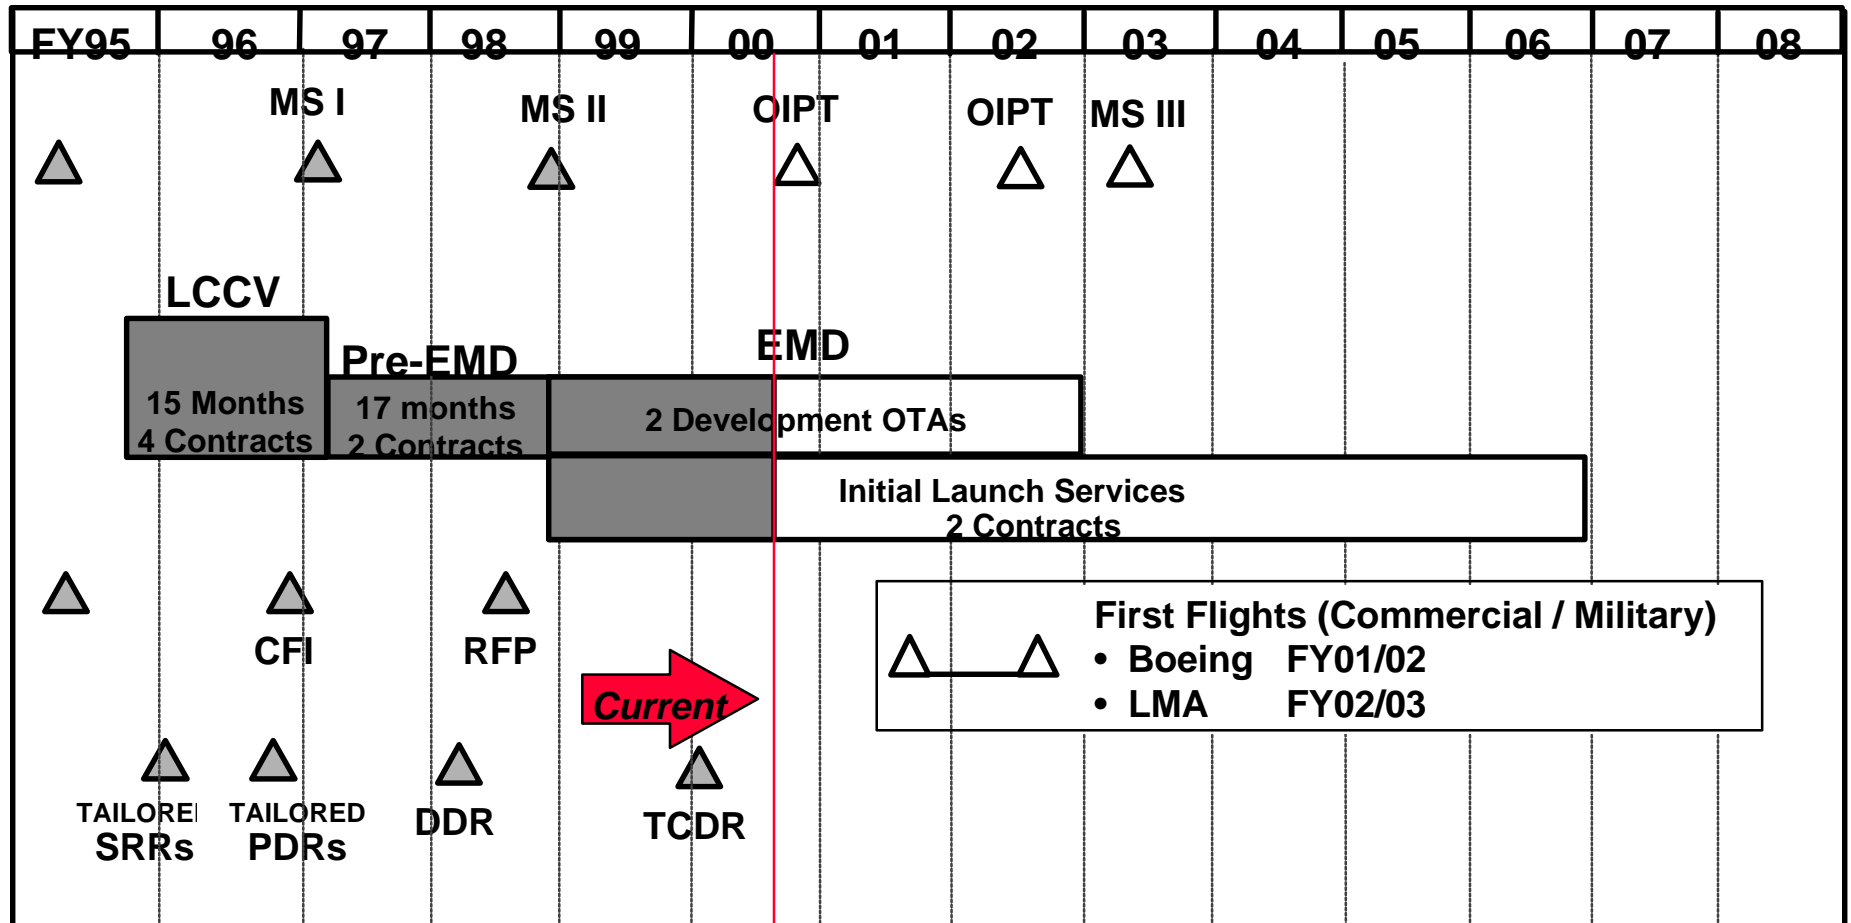 FY95 96 97 98 99 00 01 02 03 04 05 06 07 08
MS I MS II OIPT OIPT MS III
LCCV
Pre-EMD
EMD
15 Months
4 Contracts
17 months
2 Contracts
2 Development OTAs
Initial Launch Services
2 Contracts
CFI
RFP
Current
First Flights (Commercial / Military)
• Boeing FY01/02
• LMA FY02/03
TAILORE
SRRs
TAILORED
PDRs
DDR
TCDR